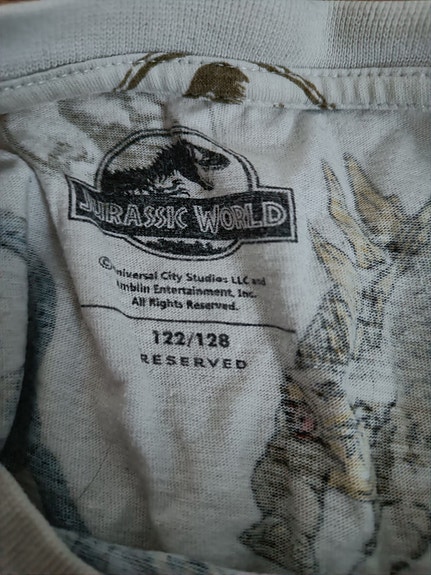 JURASSIC WORLD
©Universal City Studios LLC and
Amblin Entertainment, Inc.
All Rights Reserved.
122/128
RESERVED